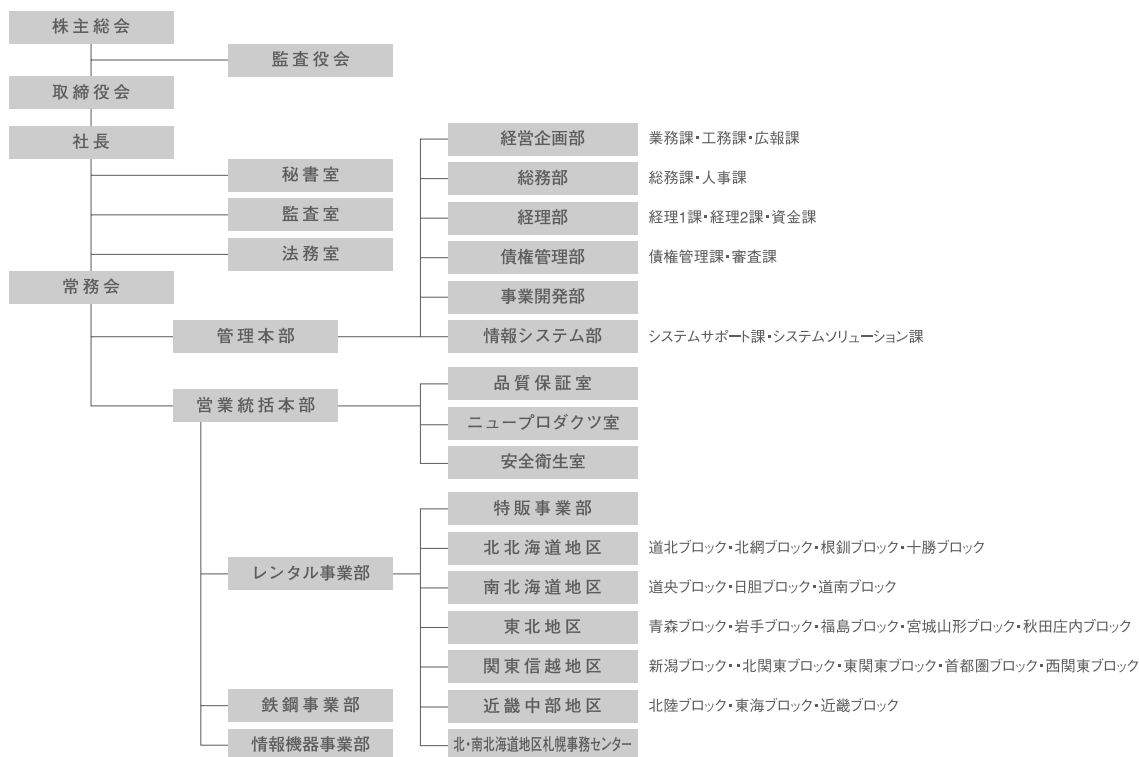 株主総会
監査役会
取締役会
社長
秘書室
監査室
法務室
常務会
管理本部
経営企画部 業務課・工務課・広報課
総務部 総務課・人事課
経理部 経理1課・経理2課・資金課
債権管理部 債権管理課・審査課
事業開発部
情報システム部 システムサポート課・システムソリューション課
営業統括本部
品質保証室
ニュープロダクツ室
安全衛生室
レンタル事業部
特販事業部
北北海道地区 道北ブロック・北網ブロック・根釧ブロック・十勝ブロック
南北海道地区 道央ブロック・日胆ブロック・道南ブロック
東北地区 青森ブロック・岩手ブロック・福島ブロック・宮城山形ブロック・秋田庄内ブロック
関東信越地区 新潟ブロック・・北関東ブロック・東関東ブロック・首都圏ブロック・西関東ブロック
近畿中部地区 北陸ブロック・東海ブロック・近畿ブロック
北・南北海道地区札幌事務センター
鉄鋼事業部
情報機器事業部